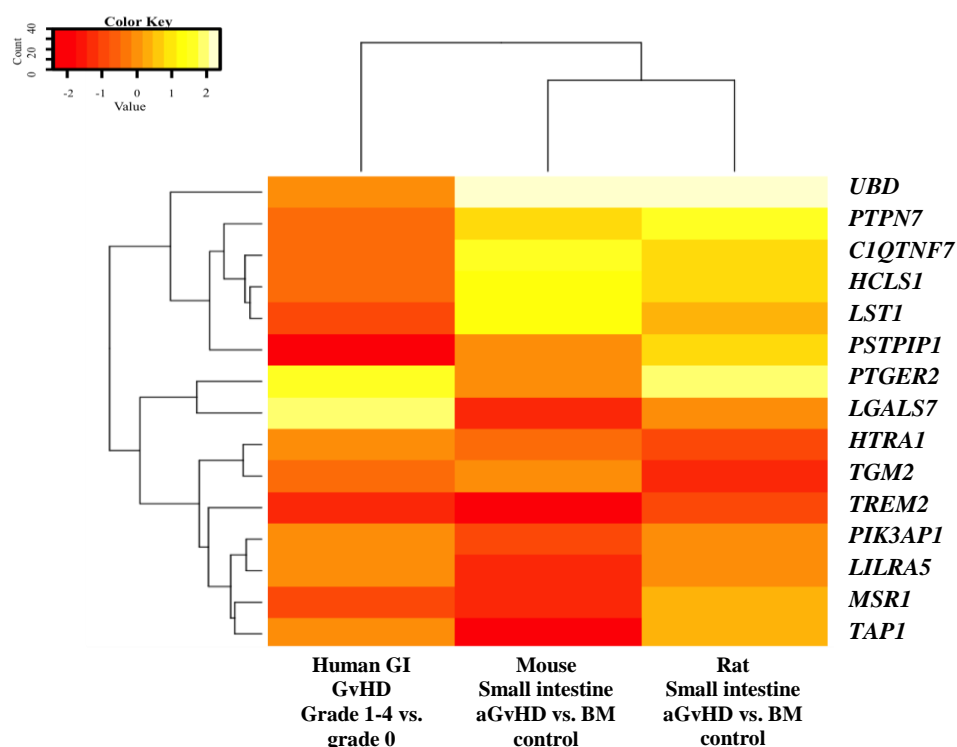 Color Key
Count
0 20 40
-2 -1 0 1 2
Value
UBD
PTPN7
C1QTNF7
HCLS1
LST1
PSTPIP1
PTGER2
LGALS7
HTRA1
TGM2
TREM2
PIK3AP1
LILRA5
MSR1
TAP1
Human GI
GvHD
Grade 1-4 vs.
grade 0
Mouse
Small intestine
aGvHD vs. BM
control
Rat
Small intestine
aGvHD vs. BM
control